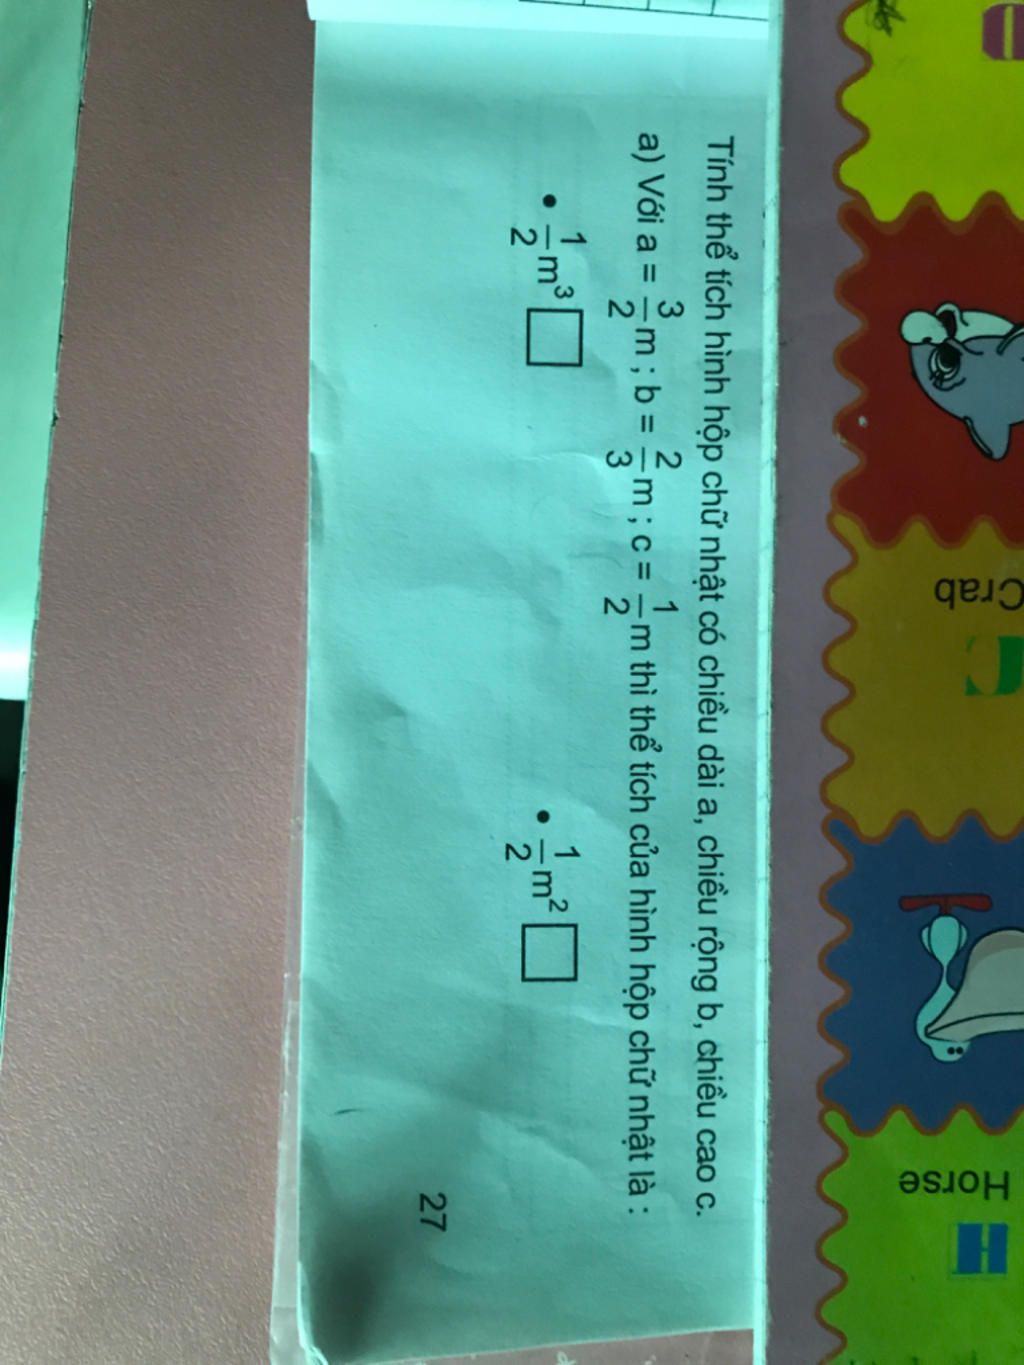 Tính thể tích hình hộp chữ nhật có chiều dài a, chiều rộng b, chiều cao c.
a) Với a = 3/2 m ; b = 2/3 m ; c = 1/2 m thì thể tích của hình hộp chữ nhật là :
• 1/2 m³ □ • 1/2 m² □
27
Crab
C
Horse
H